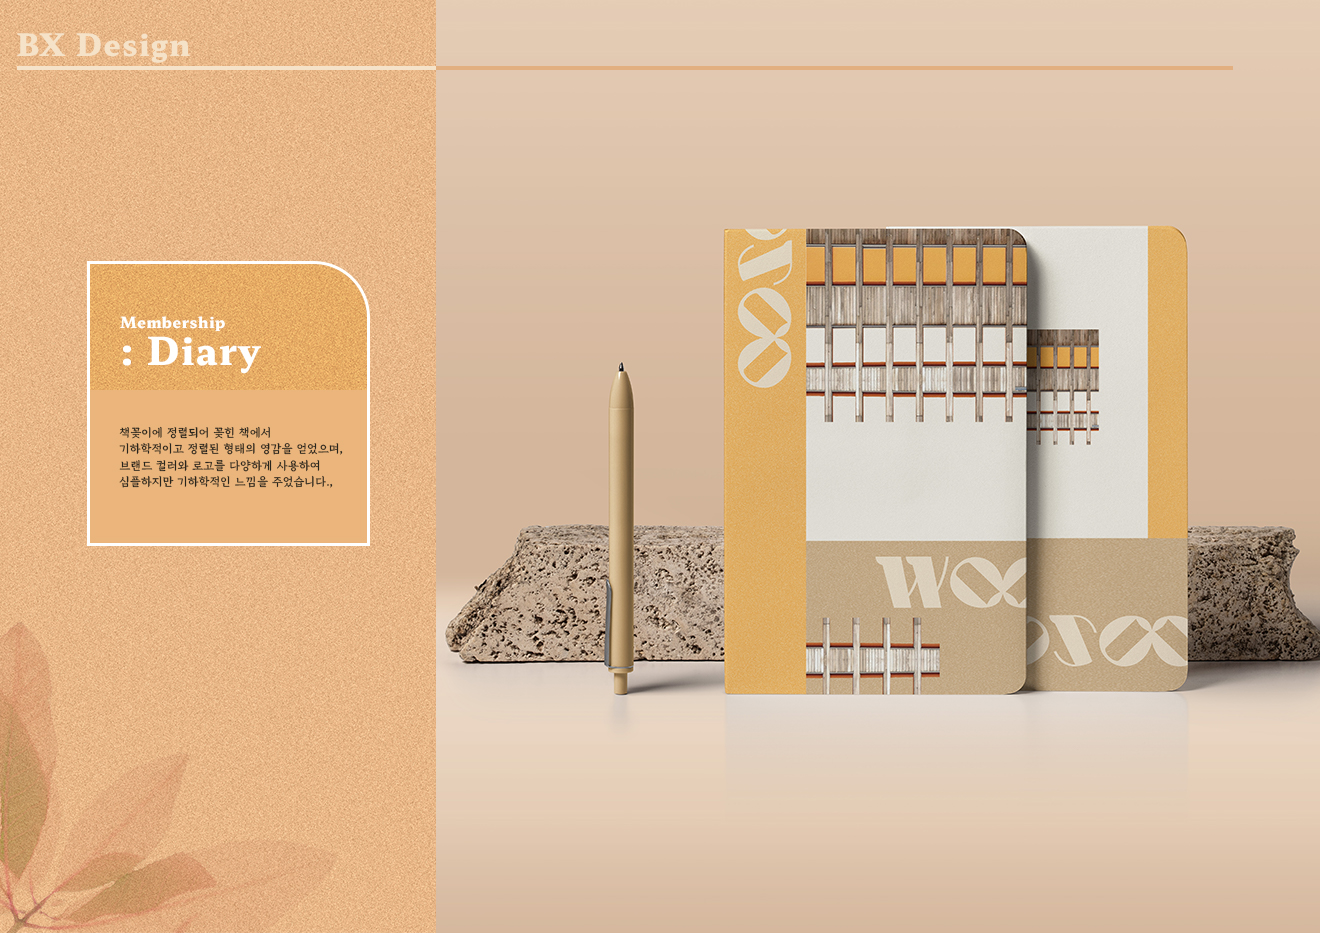 BX Design
Membership
: Diary
책꽂이에 정렬되어 꽂힌 책에서
기하학적이고 정렬된 형태의 영감을 얻었으며,
브랜드 컬러와 로고를 다양하게 사용하여
심플하지만 기하학적인 느낌을 주었습니다.,
WOO